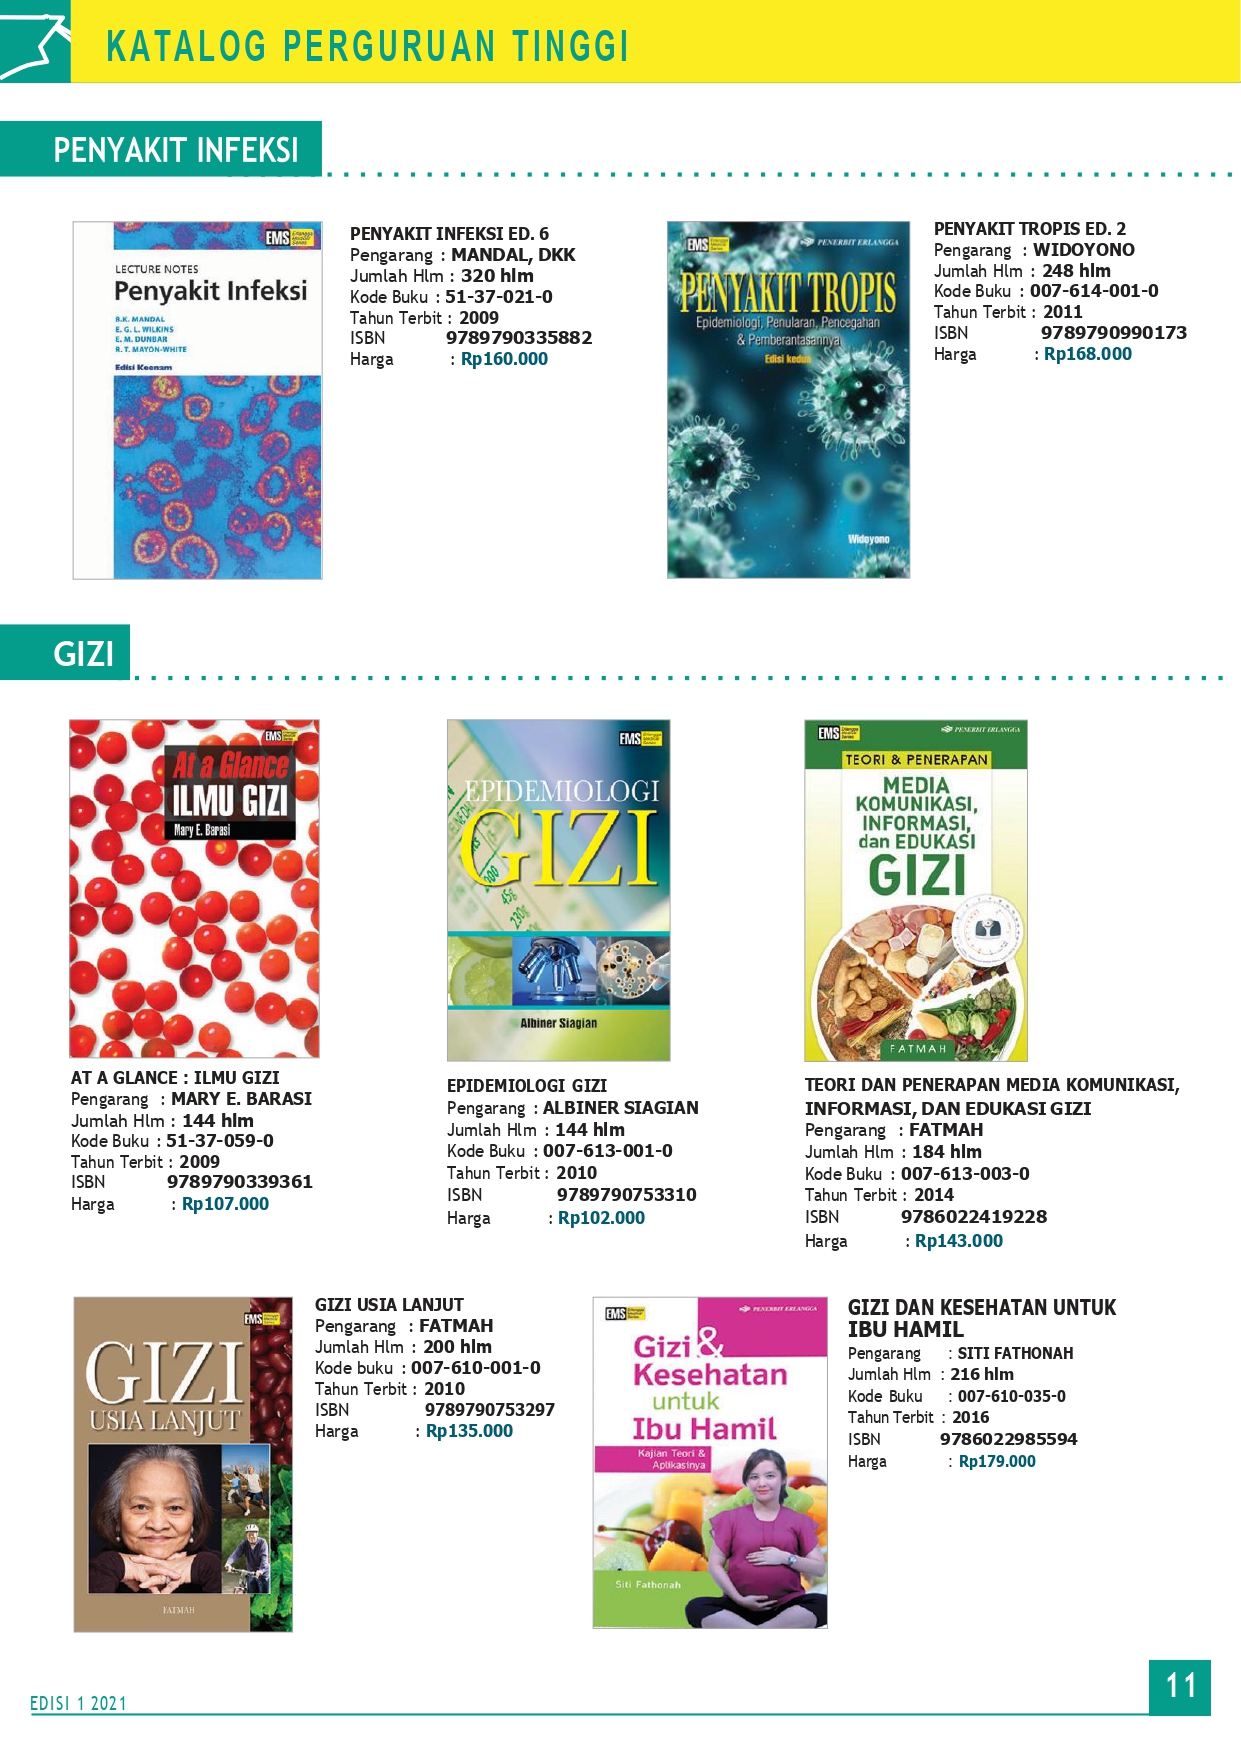 KATALOG PERGURUAN TINGGI
PENYAKIT INFEKSI
EMS
LECTURE NOTES
Penyakit Infeksi
B.K. MANDAL
E. G. L. WILKINS
E. M. DUNBAR
R. T. MAYON-WHITE
Edisi Keenam
PENYAKIT INFEKSI ED. 6
Pengarang : MANDAL, DKK
Jumlah Hlm : 320 hlm
Kode Buku : 51-37-021-0
Tahun Terbit : 2009
ISBN 9789790335882
Harga : Rp160.000
EMS
PENERBIT ERLANGGA
PENYAKIT TROPIS
Epidemiologi, Penularan, Pencegahan
& Pemberantasannya
Edisi kedua
Widoyono
PENYAKIT TROPIS ED. 2
Pengarang : WIDOYONO
Jumlah Hlm : 248 hlm
Kode Buku : 007-614-001-0
Tahun Terbit : 2011
ISBN 9789790990173
Harga : Rp168.000
GIZI
EMS
At a Glance
ILMU GIZI
Mary E. Barasi
AT A GLANCE : ILMU GIZI
Pengarang : MARY E. BARASI
Jumlah Hlm : 144 hlm
Kode Buku : 51-37-059-0
Tahun Terbit : 2009
ISBN 9789790339361
Harga : Rp107.000
EMS
EPIDEMIOLOGI
GIZI
Albiner Siagian
EPIDEMIOLOGI GIZI
Pengarang : ALBINER SIAGIAN
Jumlah Hlm : 144 hlm
Kode Buku : 007-613-001-0
Tahun Terbit : 2010
ISBN 9789790753310
Harga : Rp102.000
EMS
PENERBIT ERLANGGA
TEORI & PENERAPAN
MEDIA
KOMUNIKASI,
INFORMASI,
dan EDUKASI
GIZI
FATMAH
TEORI DAN PENERAPAN MEDIA KOMUNIKASI,
INFORMASI, DAN EDUKASI GIZI
Pengarang : FATMAH
Jumlah Hlm : 184 hlm
Kode Buku : 007-613-003-0
Tahun Terbit : 2014
ISBN 9786022419228
Harga : Rp143.000
EMS
GIZI
USIA LANJUT
FATMAH
GIZI USIA LANJUT
Pengarang : FATMAH
Jumlah Hlm : 200 hlm
Kode buku : 007-610-001-0
Tahun Terbit : 2010
ISBN 9789790753297
Harga : Rp135.000
EMS
PENERBIT ERLANGGA
Gizi &
Kesehatan
untuk
Ibu Hamil
Kajian Teori &
Aplikasinya
Siti Fathonah
GIZI DAN KESEHATAN UNTUK
IBU HAMIL
Pengarang : SITI FATHONAH
Jumlah Hlm : 216 hlm
Kode Buku : 007-610-035-0
Tahun Terbit : 2016
ISBN 9786022985594
Harga : Rp179.000
EDISI 1 2021
11